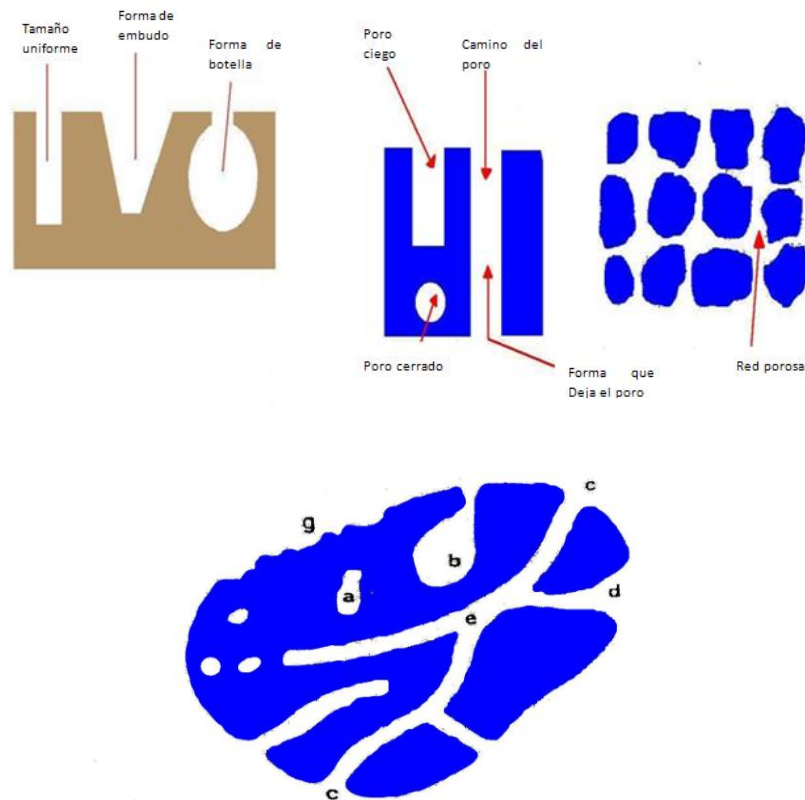 Tamaño
uniforme
Forma de
embudo
Forma de
botella
Poro
ciego
Camino del
poro
Poro cerrado
Forma que
Deja el poro
Red porosa
g
c
b
a
d
e
c